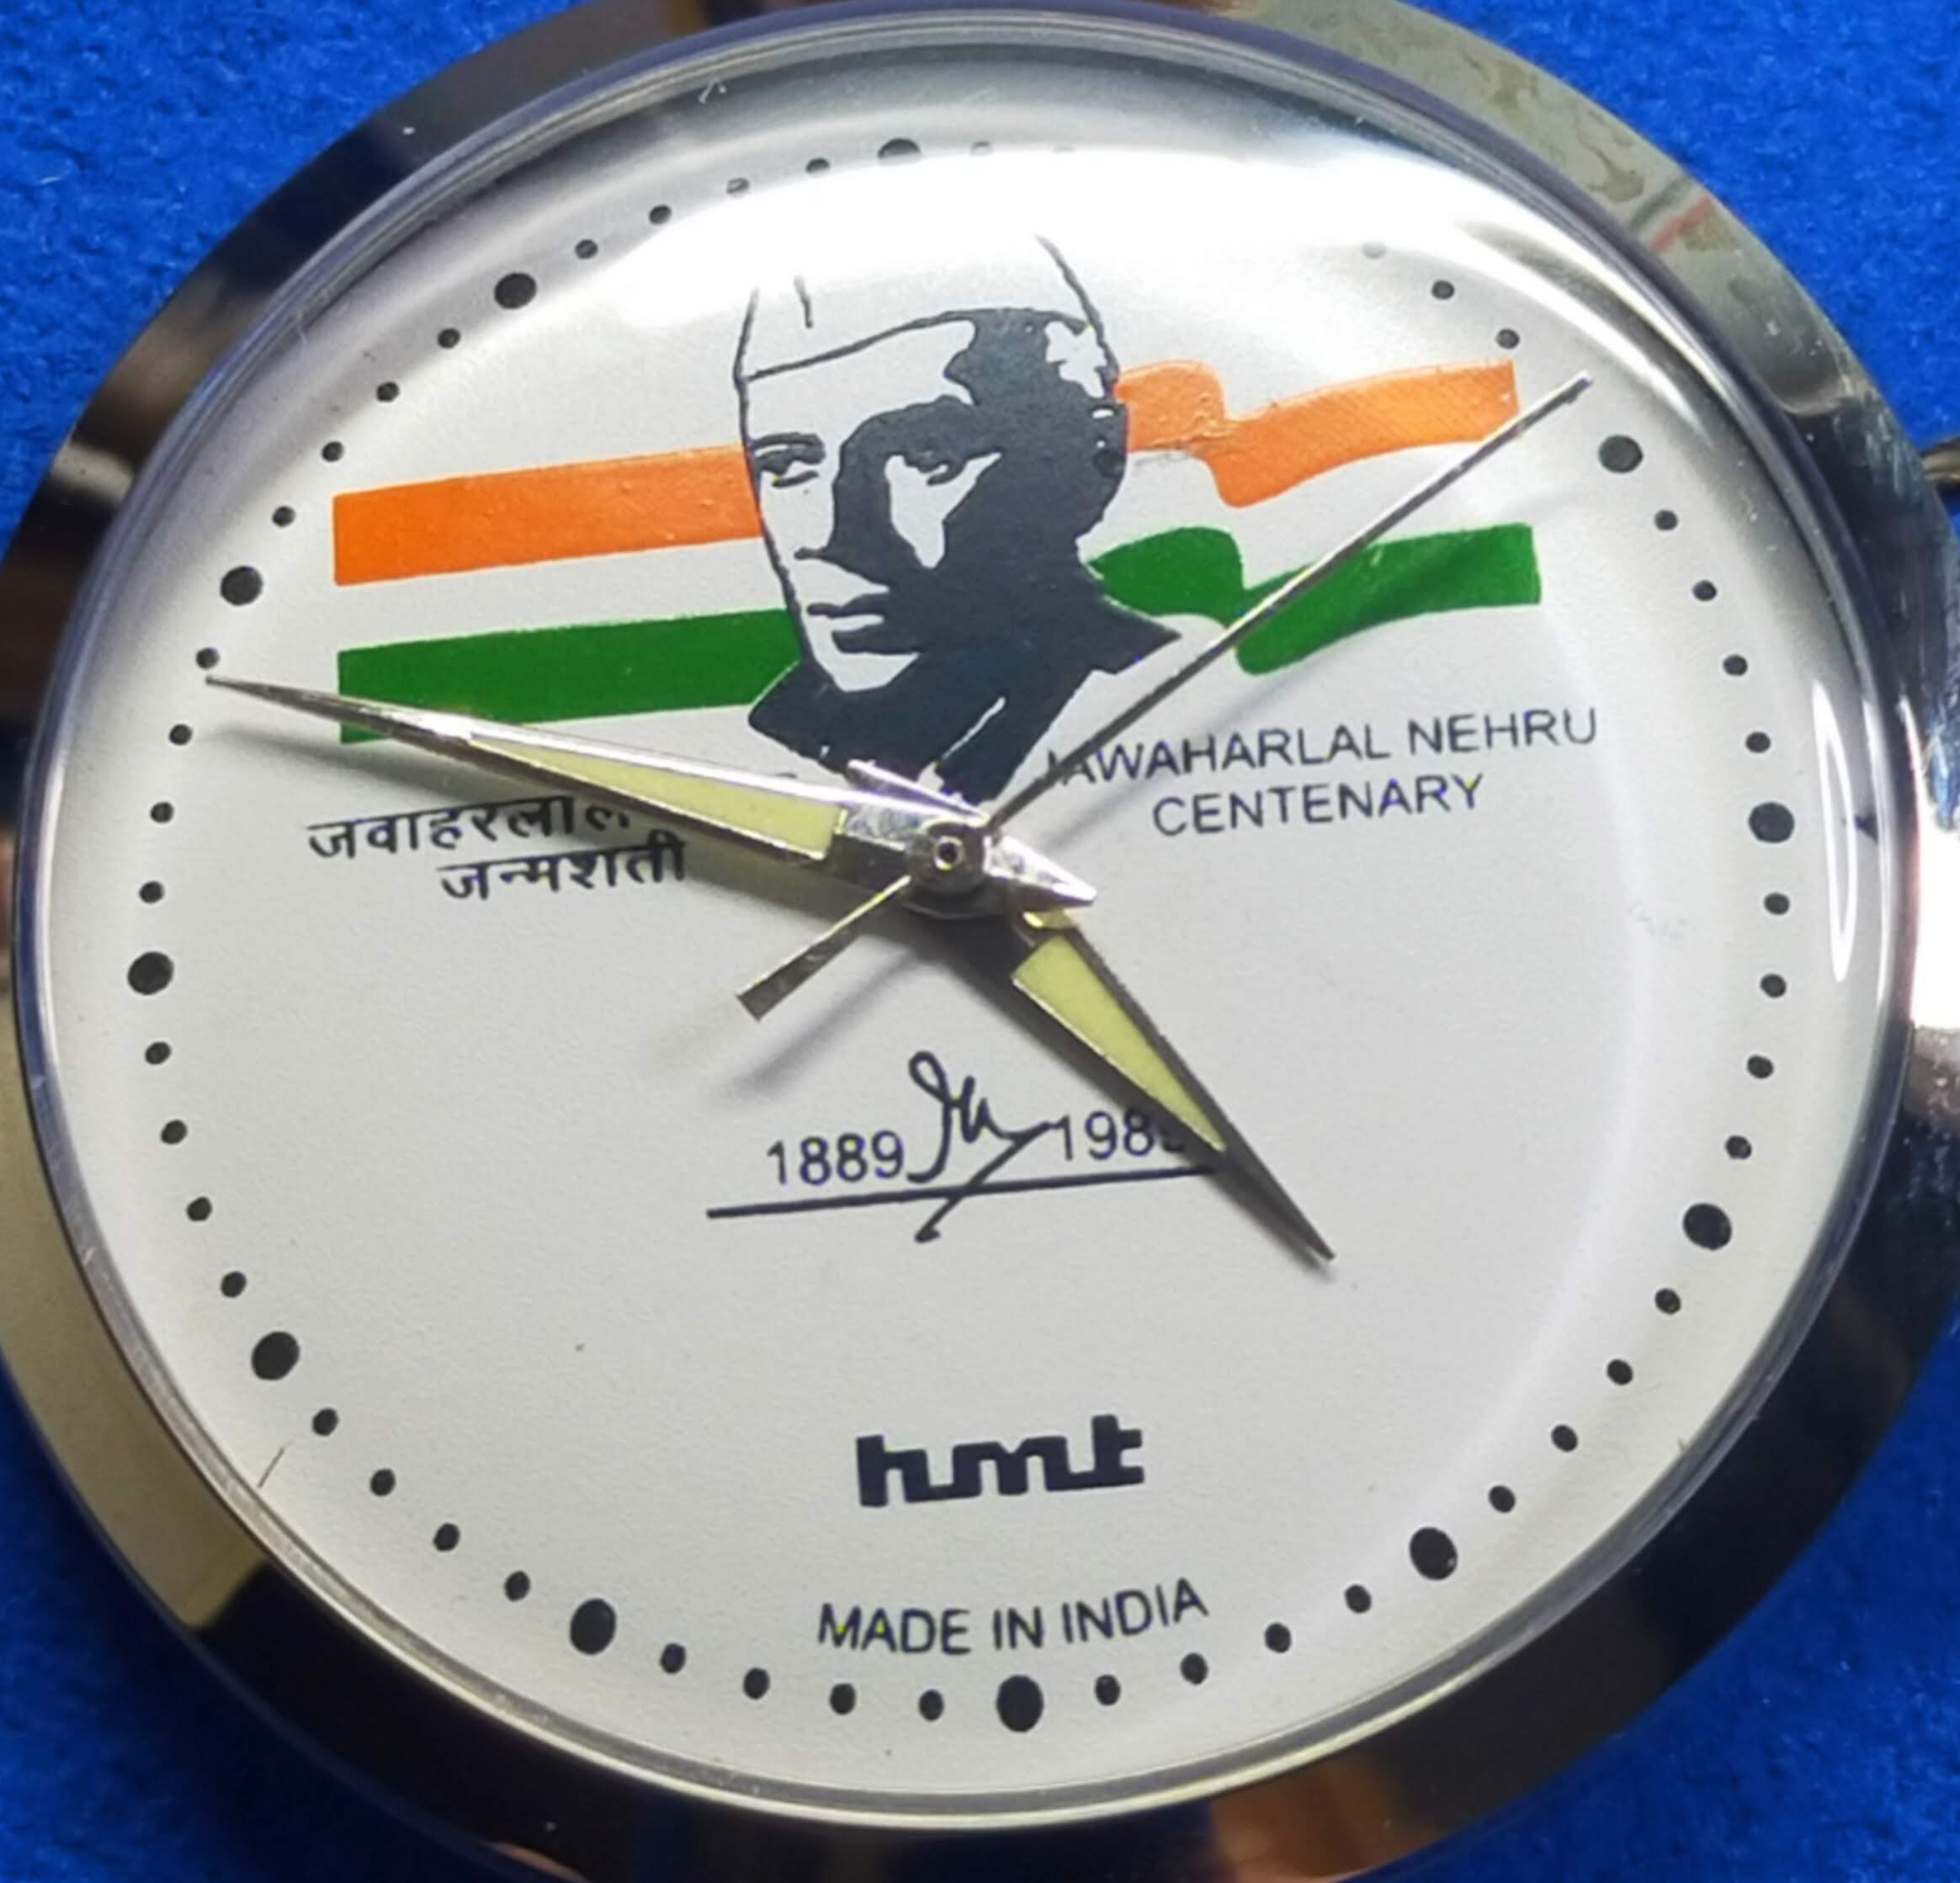 JAWAHARLAL NEHRU
CENTENARY
जवाहरलाल
जन्मशती
1889
hmt
MADE IN INDIA